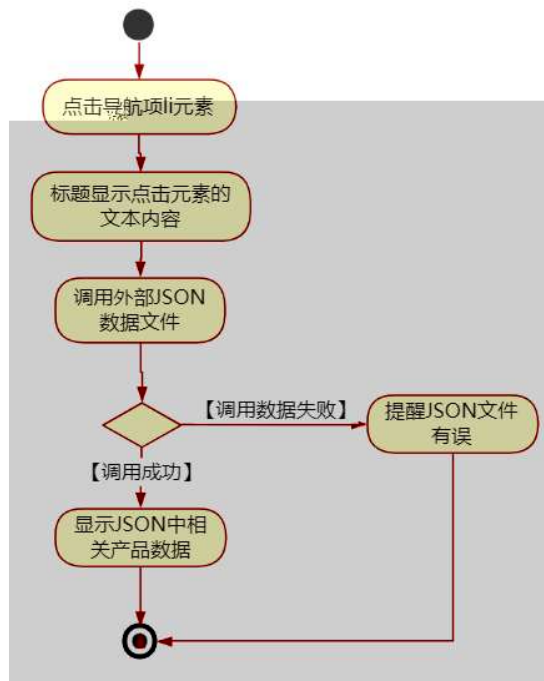 点击导航项li元素
标题显示点击元素的
文本内容
调用外部JSON
数据文件
【调用数据失败】
提醒JSON文件
有误
【调用成功】
显示JSON中相
关产品数据